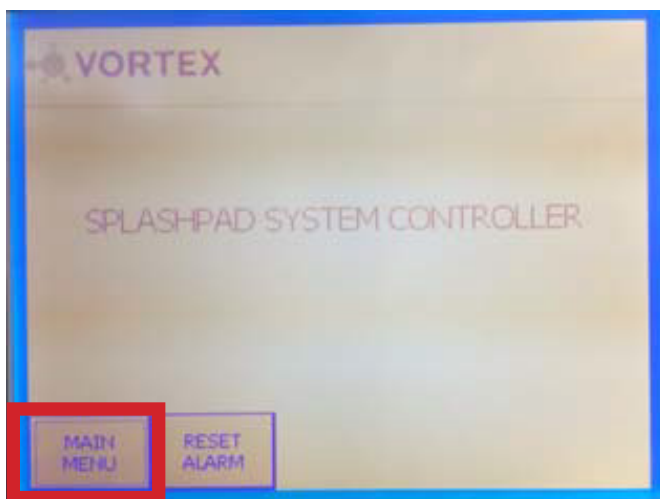 VORTEX
SPLASHPAD SYSTEM CONTROLLER
MAIN
MENU
RESET
ALARM